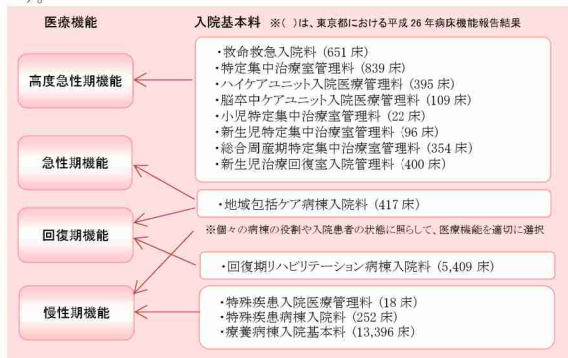 医療機能
入院基本料 ※( )は、東京都における平成26年病床機能報告結果
高度急性期機能
・救命救急入院料 (651床)
・特定集中治療室管理料 (839床)
・ハイケアユニット入院医療管理料 (395床)
・脳卒中ケアユニット入院医療管理料 (109床)
・小児特定集中治療室管理料 (22床)
・新生児特定集中治療室管理料 (96床)
・総合周産期特定集中治療室管理料 (354床)
・新生児治療回復室入院管理料 (400床)
急性期機能
・地域包括ケア病棟入院料 (417床)
回復期機能
※個々の病棟の役割や入院患者の状態に照らして、医療機能を適切に選択
・回復期リハビリテーション病棟入院料 (5,409床)
慢性期機能
・特殊疾患入院医療管理料 (18床)
・特殊疾患病棟入院料 (252床)
・療養病棟入院基本料 (13,396床)